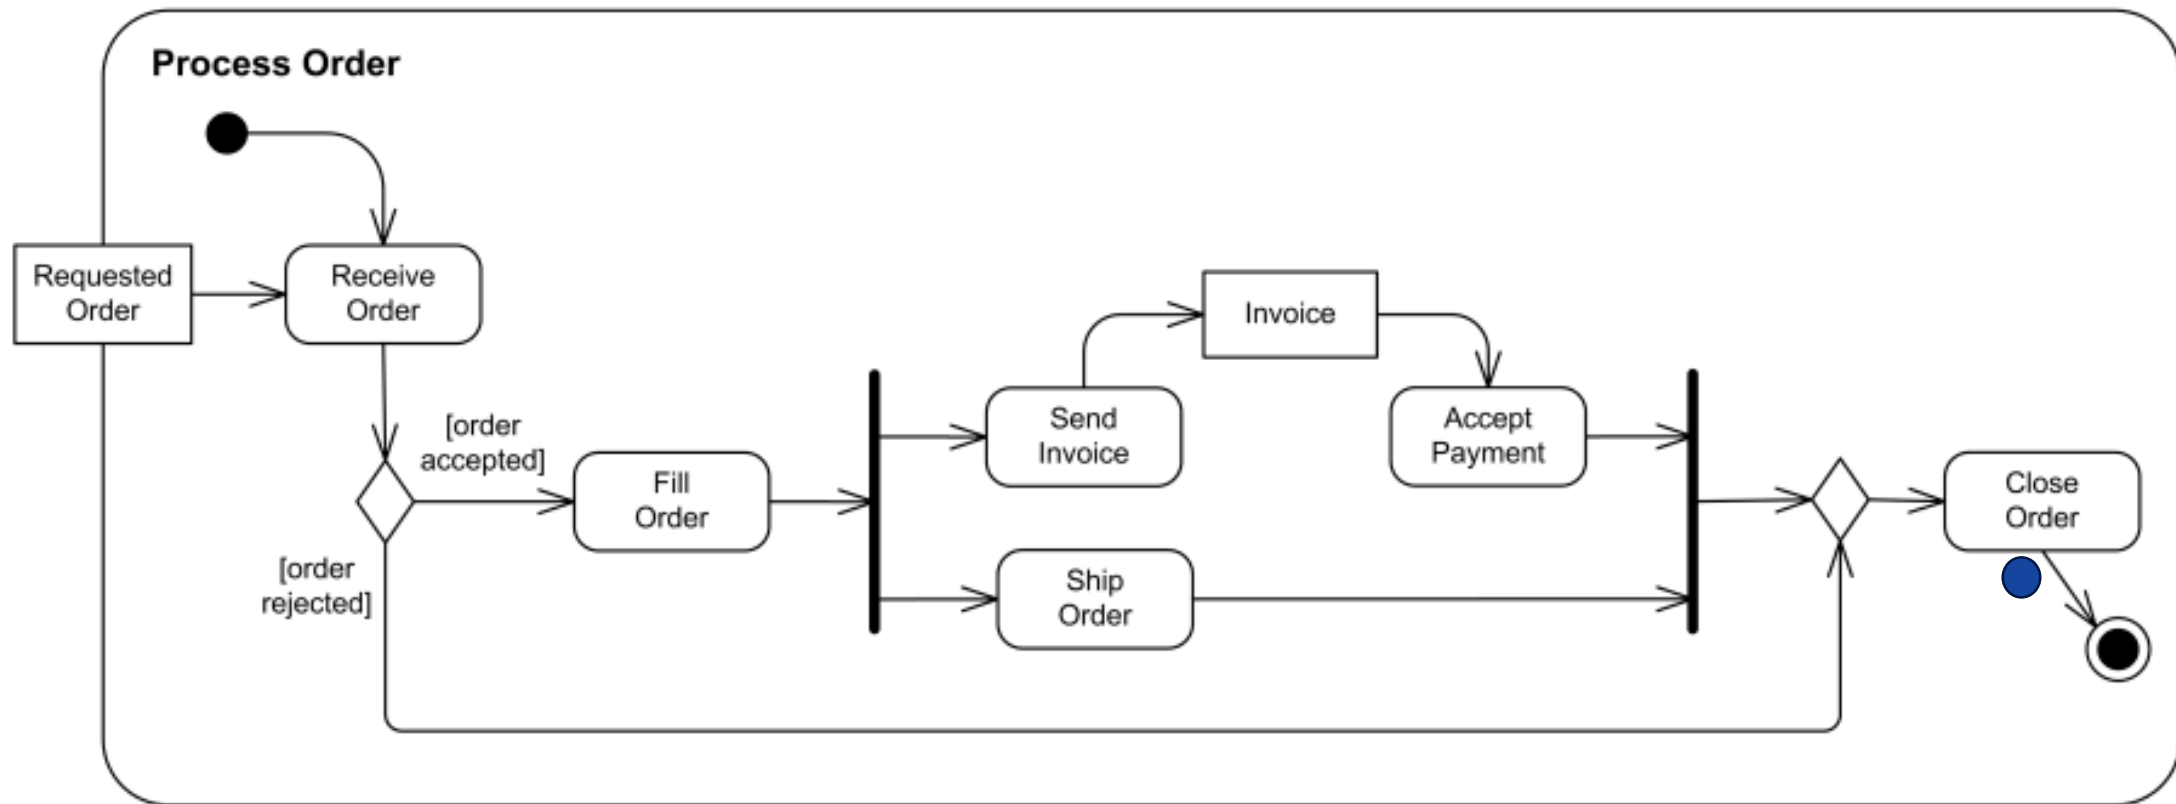 Process Order
Requested
Order
Receive
Order
[order
accepted]
[order
rejected]
Fill
Order
Send
Invoice
Invoice
Accept
Payment
Ship
Order
Close
Order